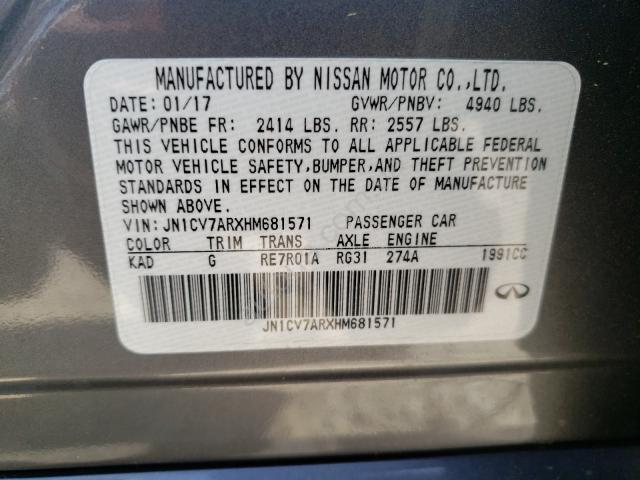 MANUFACTURED BY NISSAN MOTOR CO.,LTD.
DATE: 01/17 GVWR/PNBV: 4940 LBS.
GAWR/PNBE FR: 2414 LBS. RR: 2557 LBS.
THIS VEHICLE CONFORMS TO ALL APPLICABLE FEDERAL
MOTOR VEHICLE SAFETY,BUMPER,AND THEFT PREVENTION
STANDARDS IN EFFECT ON THE DATE OF MANUFACTURE
SHOWN ABOVE.
VIN: JN1CV7ARXHM681571 PASSENGER CAR
COLOR TRIM TRANS AXLE ENGINE
KAD G RE7R01A RG31 274A 1991CC
JN1CV7ARXHM681571